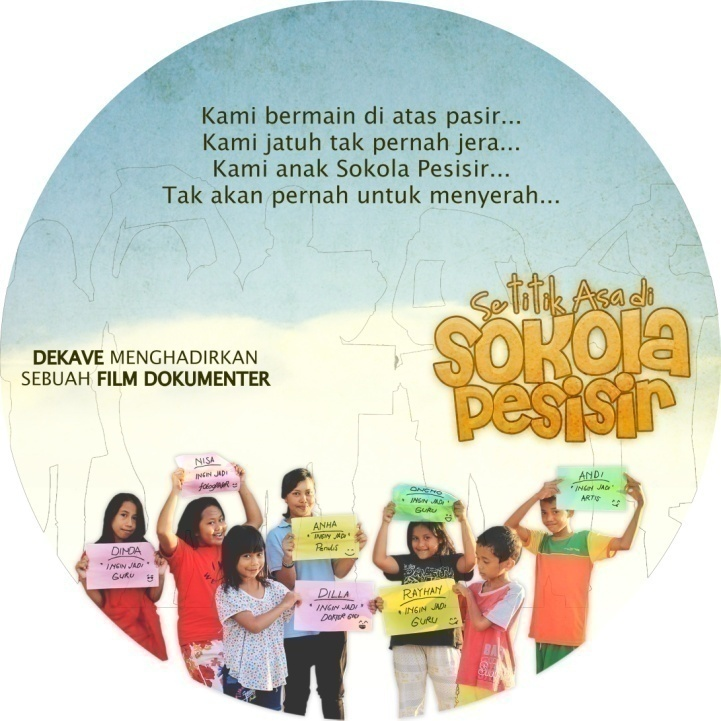 Kami bermain di atas pasir...
Kami jatuh tak pernah jera...
Kami anak Sokola Pesisir...
Tak akan pernah untuk menyerah...
Setitik Asa di
SOKOLA
pesisir
DEKAVE MENGHADIRKAN
SEBUAH FILM DOKUMENTER
NISA
INGIN JADI
fotografer
DINDA
"INGIN JADI
GURU
ANHA
"INGIN JADI"
Penulis
DILLA
"INGIN JADI"
DOKTER GIGI
ONENG
"INGIN JADI
GURU
RAYHAN
"INGIN JADI
GURU
ANDI
"INGIN JADI"
ARTIS